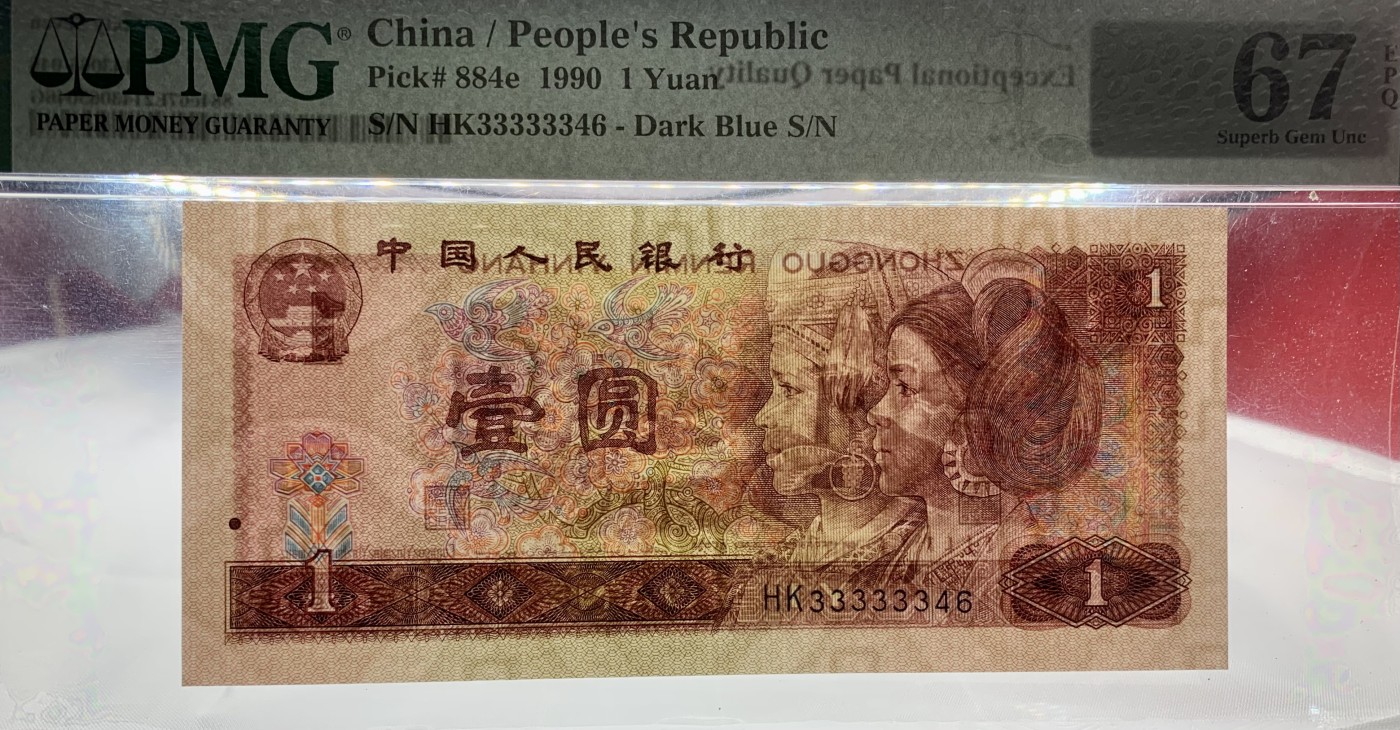 PMG®
PAPER MONEY GUARANTY
China / People's Republic
Pick# 884e 1990 1 Yuan
S/N HK33333346 - Dark Blue S/N
Exceptional Paper Quality
67
EPQ
Superb Gem Unc
中国人民银行
ZHONGGUO RENMIN YINHANG
1
壹圆
1
HK33333346
1